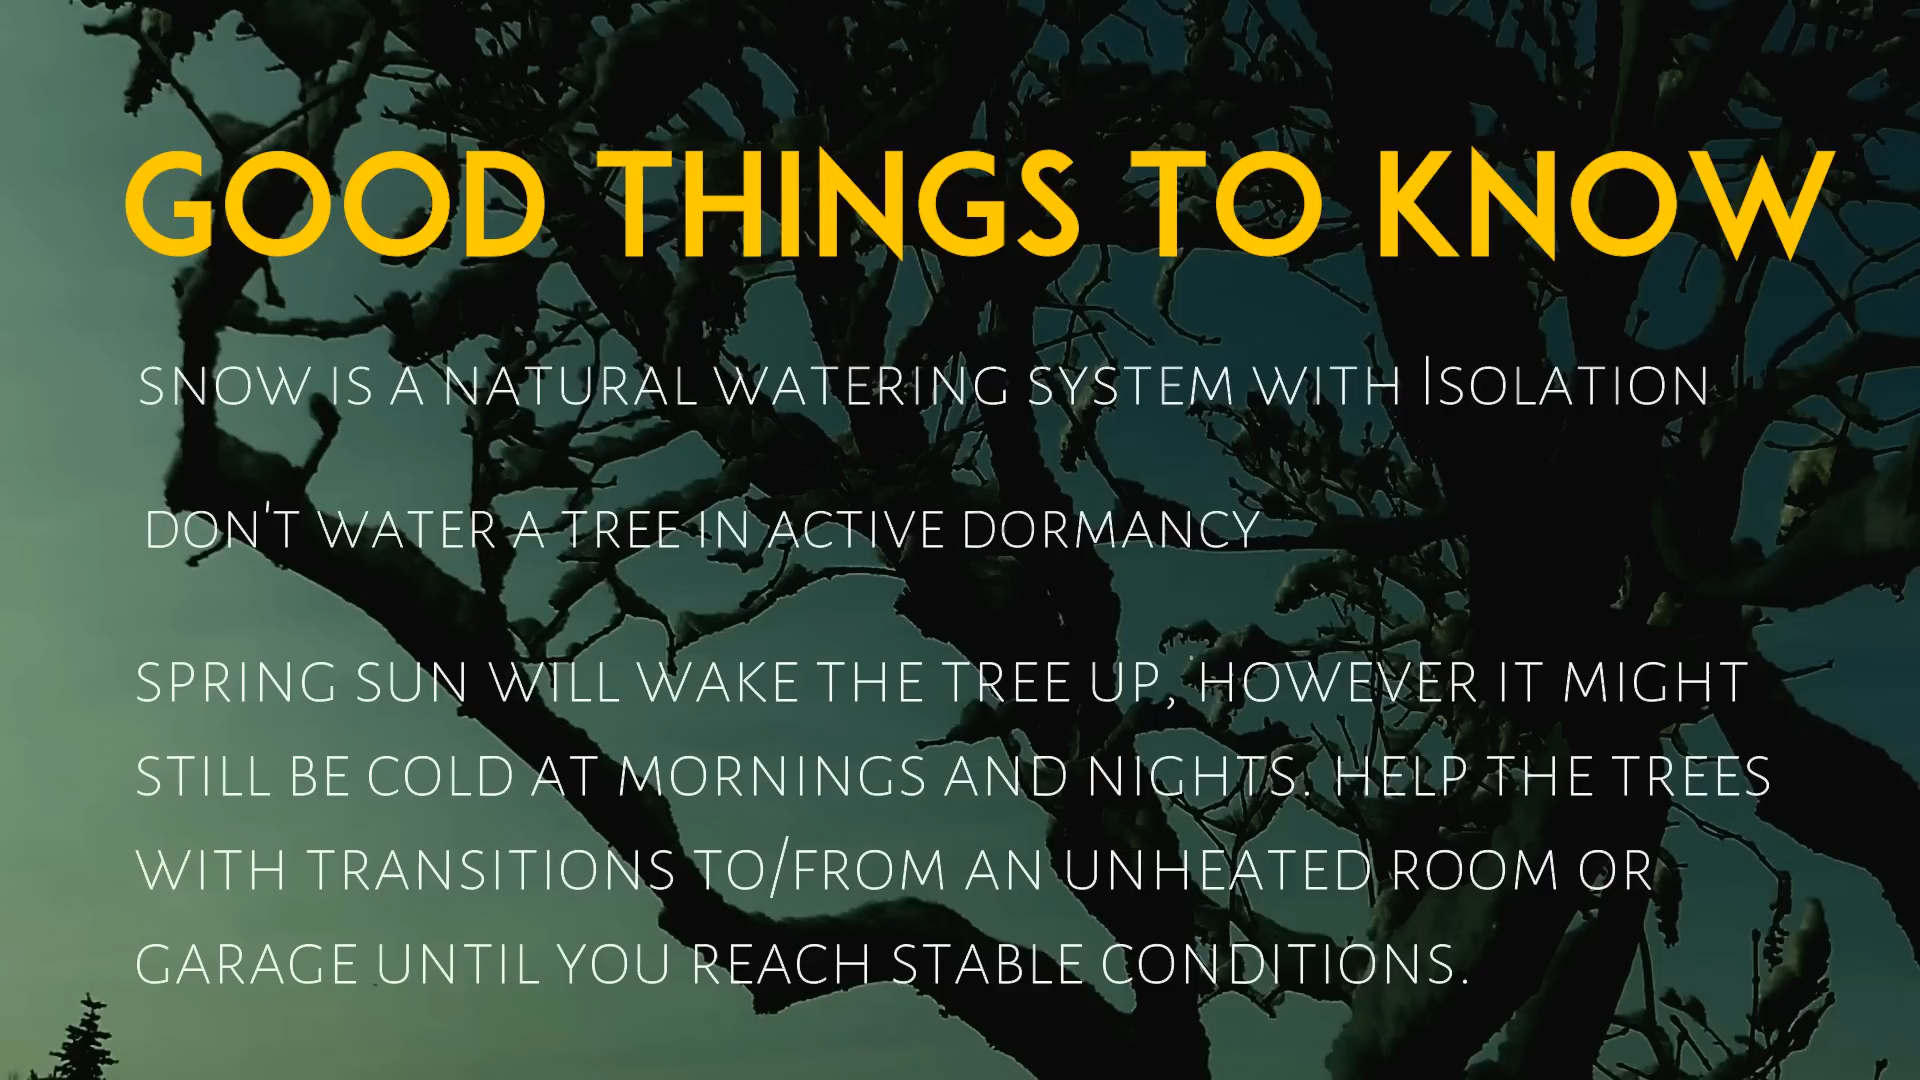 GOOD THINGS TO KNOW
SNOW IS A NATURAL WATERING SYSTEM WITH ISOLATION
DON'T WATER A TREE IN ACTIVE DORMANCY
SPRING SUN WILL WAKE THE TREE UP, HOWEVER IT MIGHT
STILL BE COLD AT MORNINGS AND NIGHTS. HELP THE TREES
WITH TRANSITIONS TO/FROM AN UNHEATED ROOM OR
GARAGE UNTIL YOU REACH STABLE CONDITIONS.